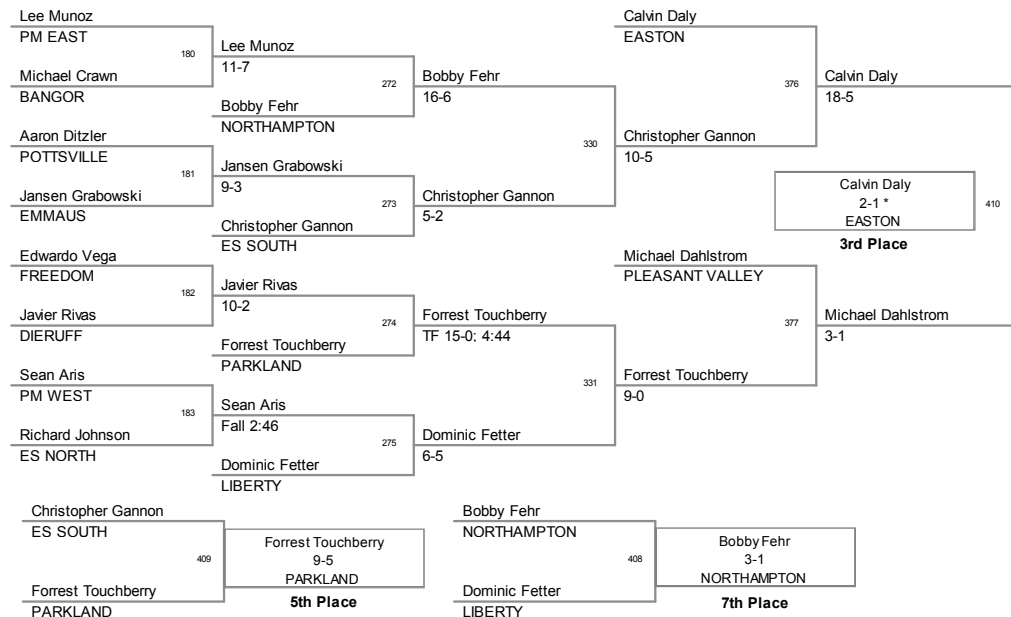 Lee Munoz
PM EAST
180
Michael Crawn
BANGOR
Aaron Ditzler
POTTSVILLE
181
Jansen Grabowski
EMMAUS
Edwardo Vega
FREEDOM
182
Javier Rivas
DIERUFF
Sean Aris
PM WEST
183
Richard Johnson
ES NORTH
Lee Munoz
11-7
272
Bobby Fehr
NORTHAMPTON
Jansen Grabowski
9-3
273
Christopher Gannon
ES SOUTH
Javier Rivas
10-2
274
Forrest Touchberry
PARKLAND
Sean Aris
Fall 2:46
275
Dominic Fetter
LIBERTY
Bobby Fehr
16-6
330
Christopher Gannon
5-2
Forrest Touchberry
TF 15-0; 4:44
331
Dominic Fetter
6-5
Calvin Daly
EASTON
376
Christopher Gannon
10-5
Michael Dahlstrom
PLEASANT VALLEY
377
Forrest Touchberry
9-0
Calvin Daly
18-5
Calvin Daly
2-1 *
EASTON
410
3rd Place
Michael Dahlstrom
3-1
Christopher Gannon
ES SOUTH
409
Forrest Touchberry
PARKLAND
Forrest Touchberry
9-5
PARKLAND
5th Place
Bobby Fehr
NORTHAMPTON
408
Dominic Fetter
LIBERTY
Bobby Fehr
3-1
NORTHAMPTON
7th Place